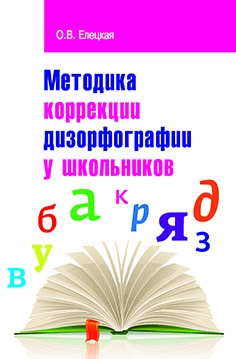 О.В. Елецкая
Методика
коррекции
дизорфографии
у школьников
б а к р я д
в у з